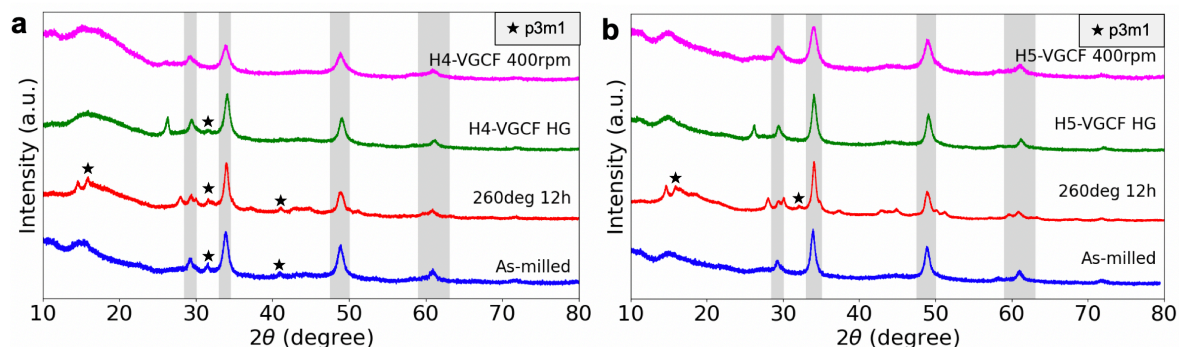 a
★ p3m1
H4-VGCF 400rpm
★
H4-VGCF HG
★
★
★
260deg 12h
★
★
As-milled
Intensity (a.u.)
10 20 30 40 50 60 70 80
2θ (degree)
b
★ p3m1
H5-VGCF 400rpm
H5-VGCF HG
★
★
260deg 12h
As-milled
Intensity (a.u.)
10 20 30 40 50 60 70 80
2θ (degree)